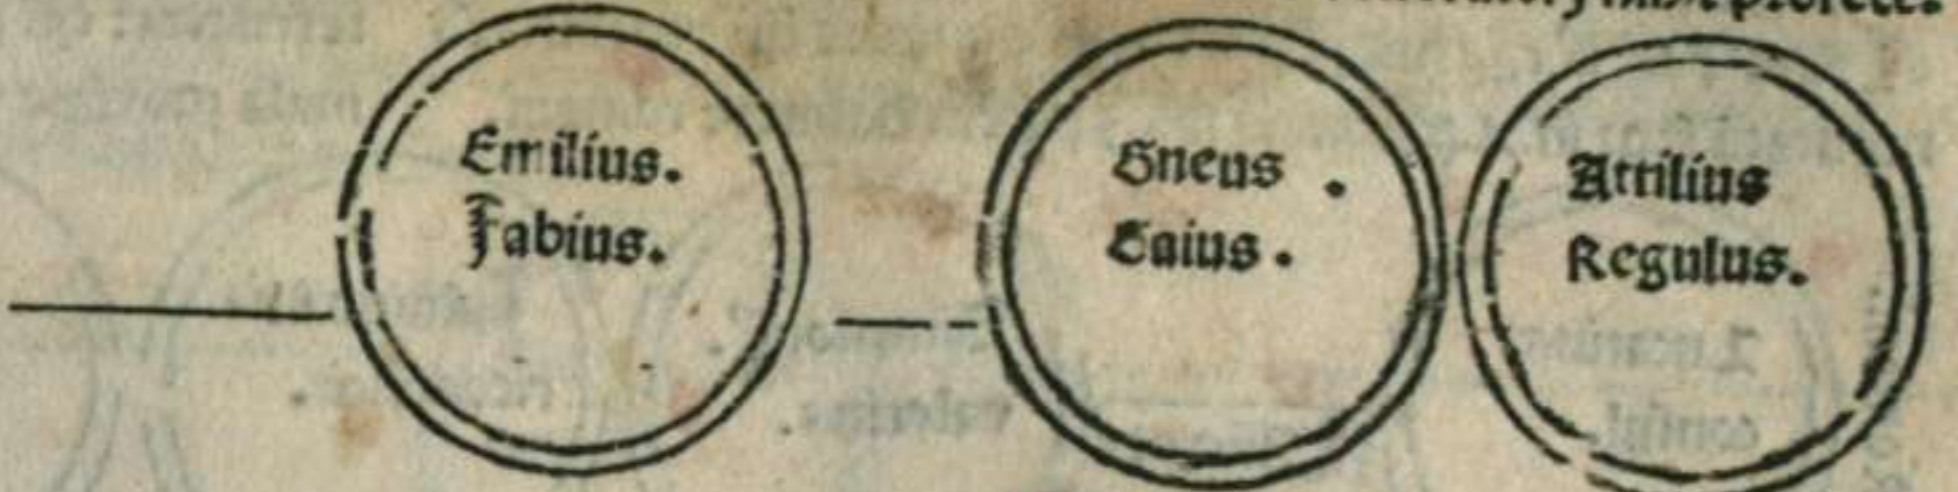 Emilius.
Fabius.
Gneus .
Gaius.
Attilius
Regulus.